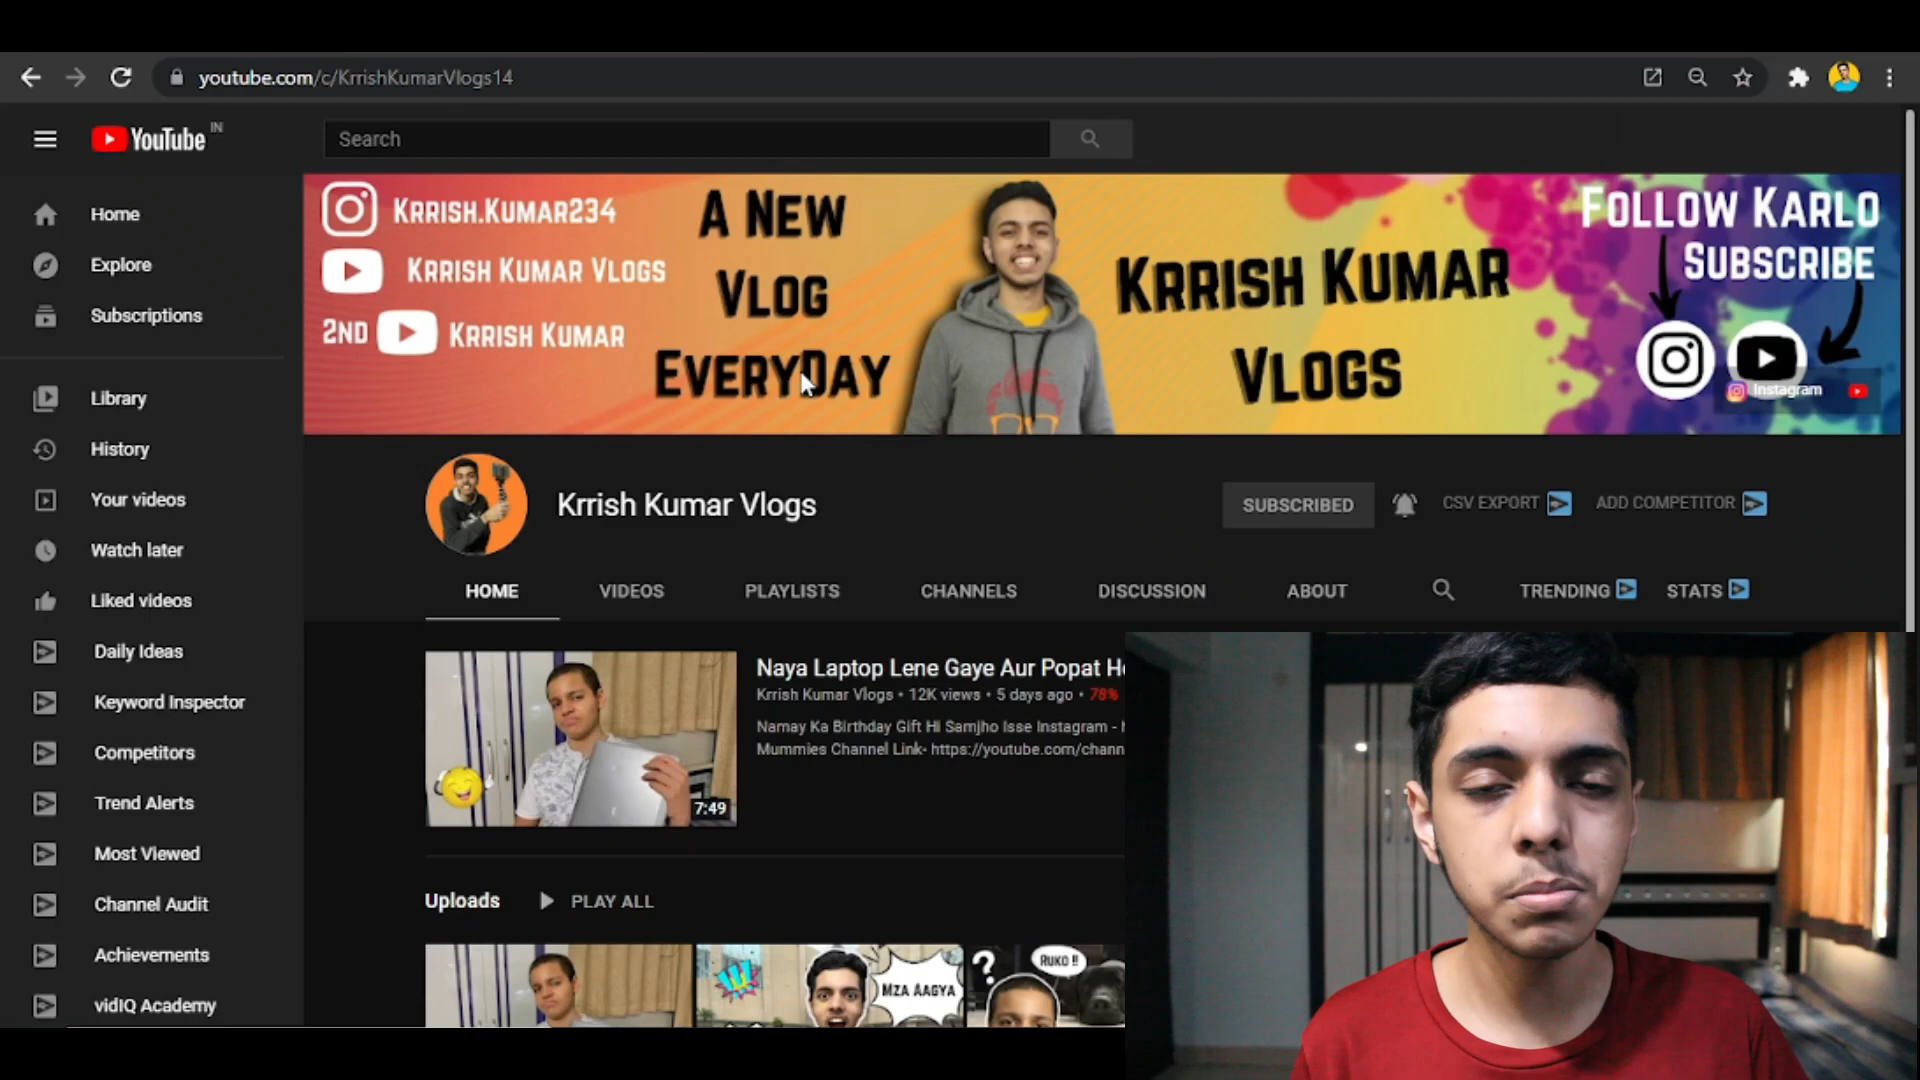 youtube.com/c/KrrishKumarVlogs14
YouTube IN
Search
Home
Explore
Subscriptions
Library
History
Your videos
Watch later
Liked videos
Daily Ideas
Keyword Inspector
Competitors
Trend Alerts
Most Viewed
Channel Audit
Achievements
vidIQ Academy
KRRISH.KUMAR234
KRRISH KUMAR VLOGS
2ND KRRISH KUMAR
A NEW
VLOG
EVERYDAY
KRRISH KUMAR
VLOGS
FOLLOW KARLO
SUBSCRIBE
Instagram
Krrish Kumar Vlogs
SUBSCRIBED
CSV EXPORT
ADD COMPETITOR
HOME
VIDEOS
PLAYLISTS
CHANNELS
DISCUSSION
ABOUT
TRENDING
STATS
7:49
Naya Laptop Lene Gaye Aur Popat
Krrish Kumar Vlogs • 12K views • 5 days ago • 78%
Namay Ka Birthday Gift Hi Samjho Isse Instagram -
Mummies Channel Link- https://youtube.com/chann
Uploads
PLAY ALL
MZA AAGYA
?
RUKO !!